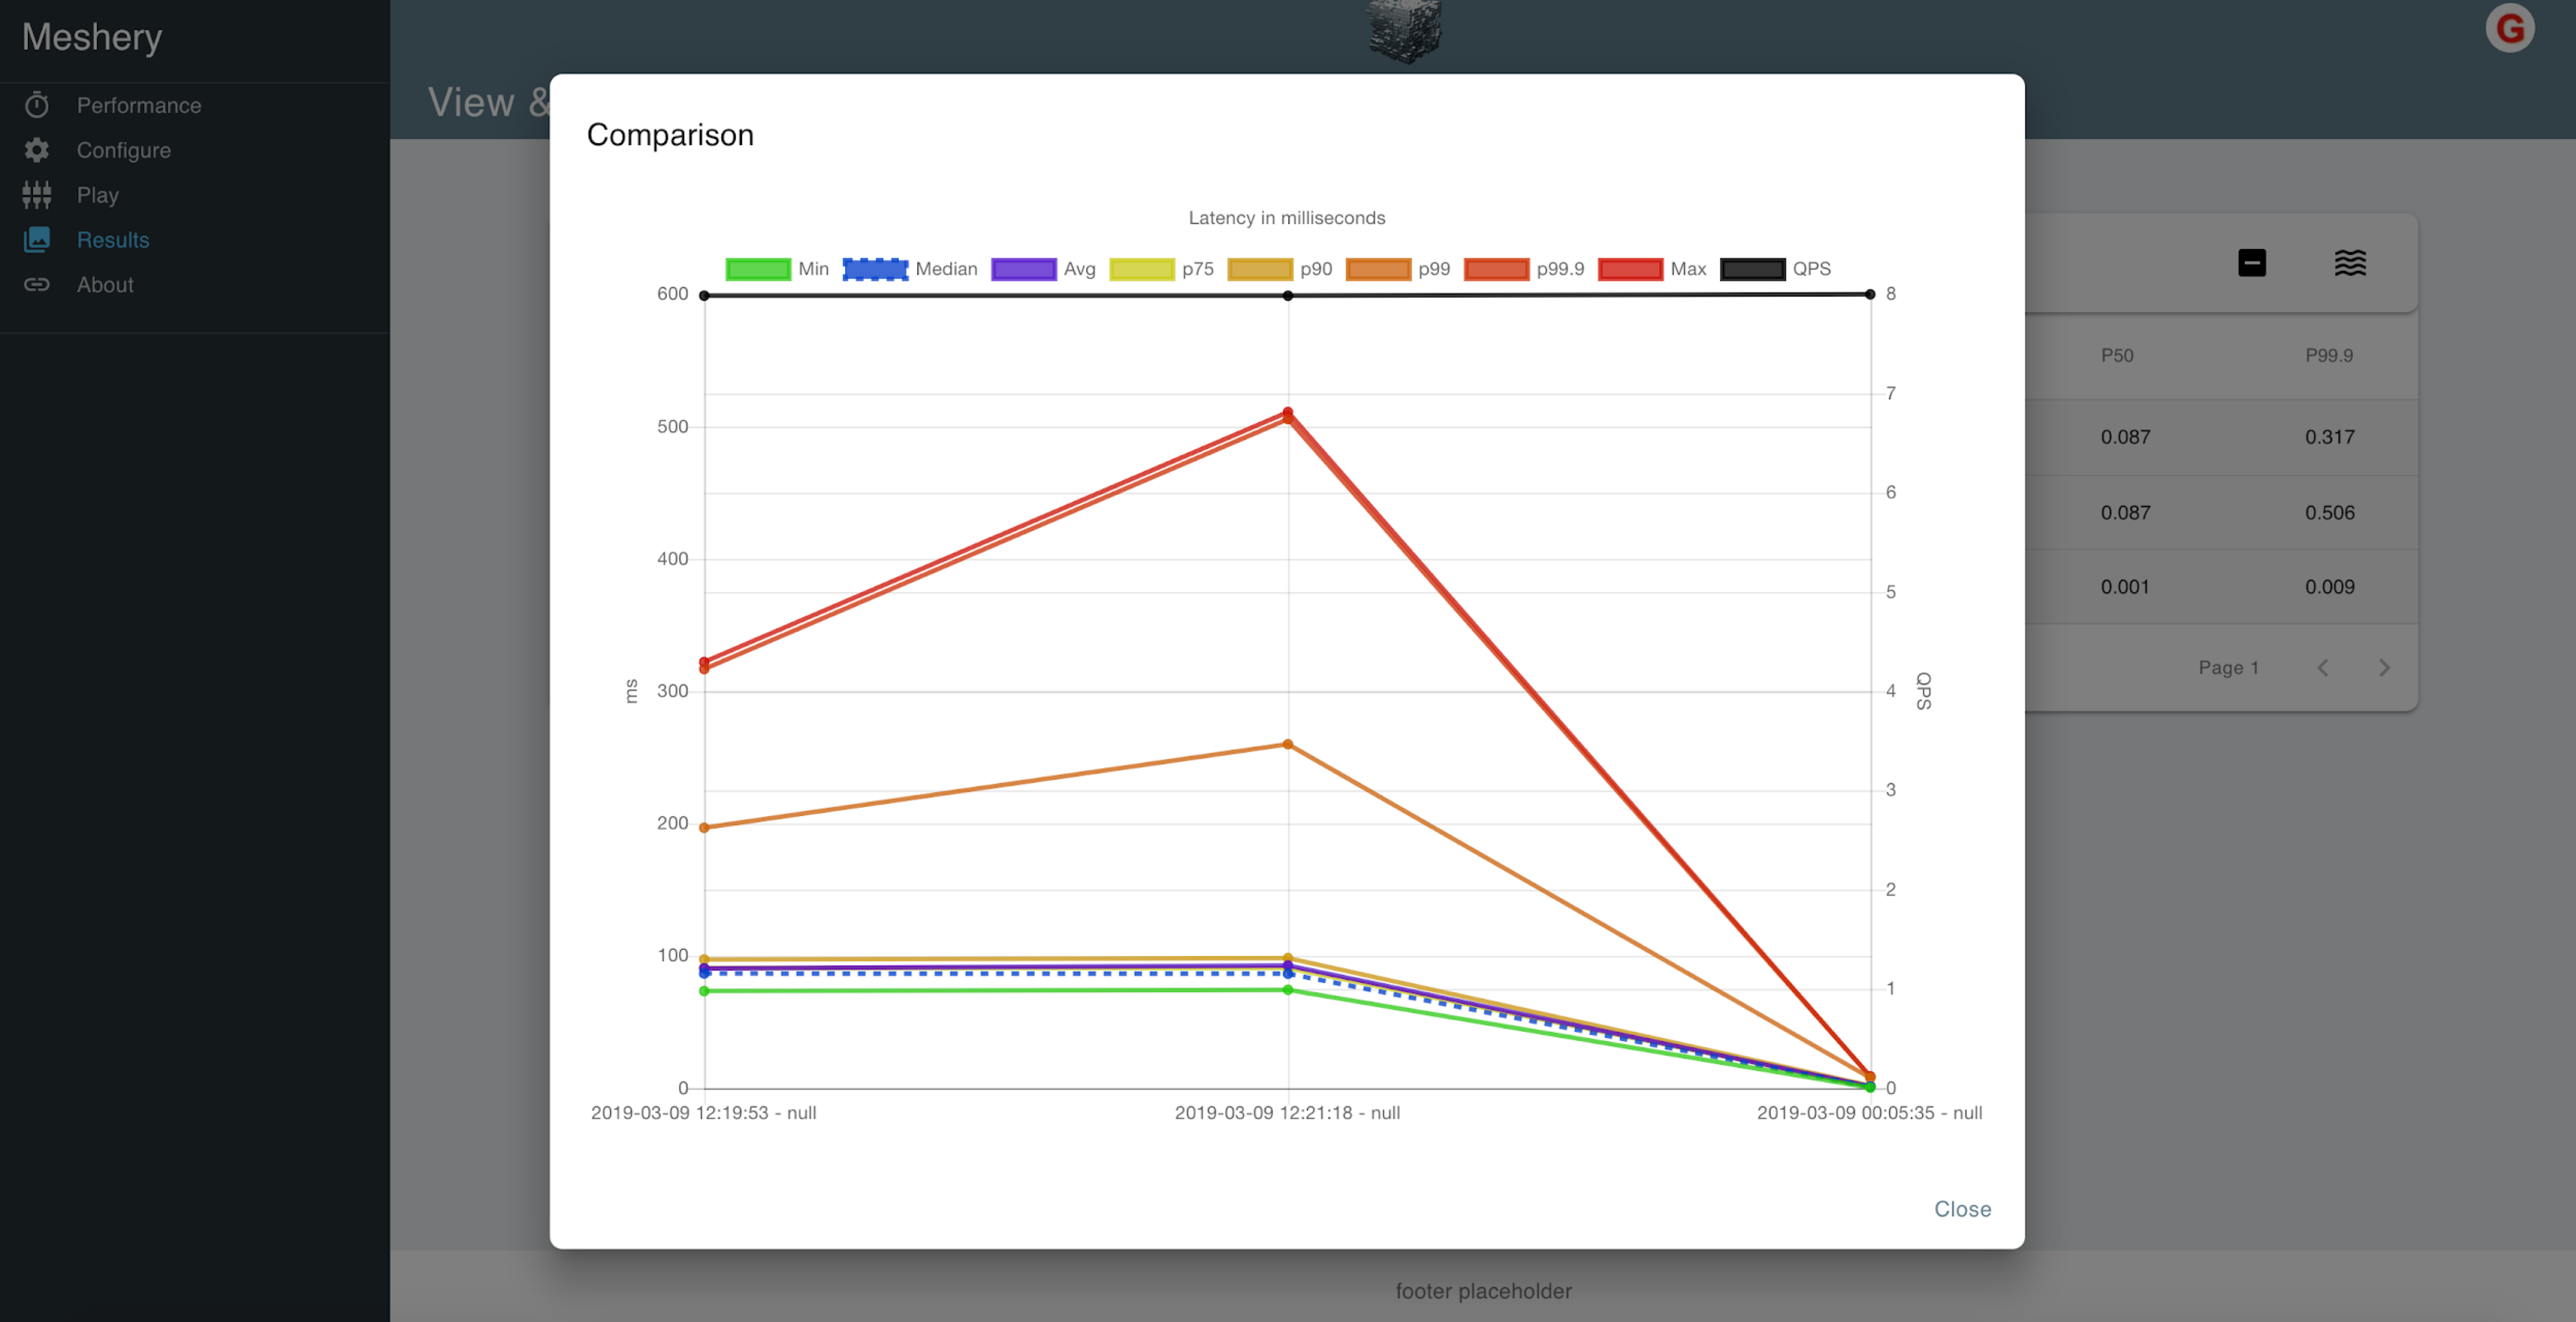 Meshery
Performance
Configure
Play
Results
About
G
View &
Comparison
Latency in milliseconds
Min Median Avg p75 p90 p99 p99.9 Max QPS
600
500
400
300
200
100
0
ms
8
7
6
5
4
3
2
1
0
QPS
2019-03-09 12:19:53 - null 2019-03-09 12:21:18 - null 2019-03-09 00:05:35 - null
Close
P50 P99.9
0.087 0.317
0.087 0.506
0.001 0.009
Page 1
footer placeholder